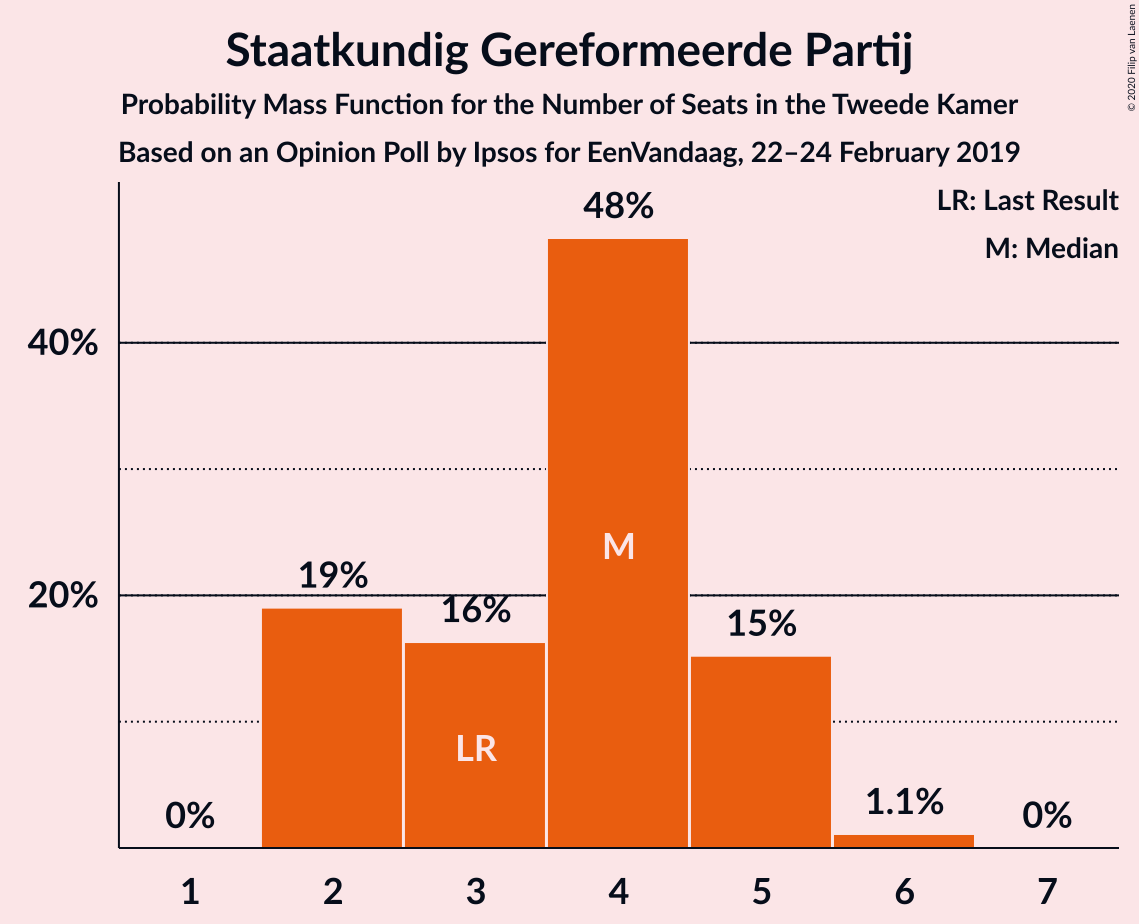 Staatkundig Gereformeerde Partij
Probability Mass Function for the Number of Seats in the Tweede Kamer
Based on an Opinion Poll by Ipsos for EenVandaag, 22–24 February 2019
© 2020 Filip van Laenen
LR: Last Result
M: Median
48%
40%
M
19%
20%
16%
15%
LR
1.1%
0%
0%
1 2 3 4 5 6 7